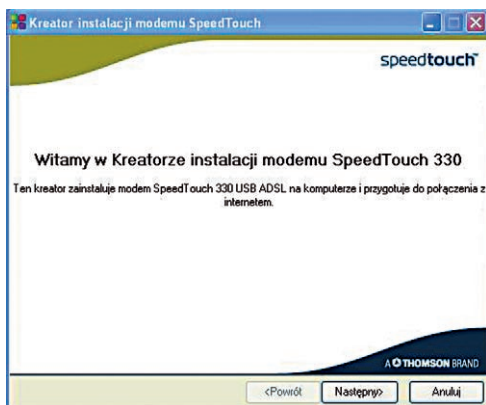 Kreator instalacji modemu SpeedTouch
speedtouch™
Witamy w Kreatorze instalacji modemu SpeedTouch 330
Ten kreator zainstaluje modem SpeedTouch 330 USB ADSL na komputerze i przygotuje do połączenia z
internetem.
A THOMSON BRAND
<Powrót Następny> Anuluj